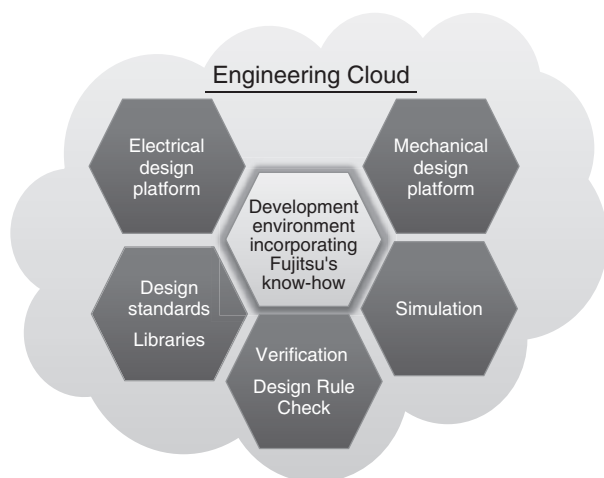 Engineering Cloud
Electrical
design
platform
Mechanical
design
platform
Development
environment
incorporating
Fujitsu's
know-how
Design
standards
Libraries
Simulation
Verification
Design Rule
Check